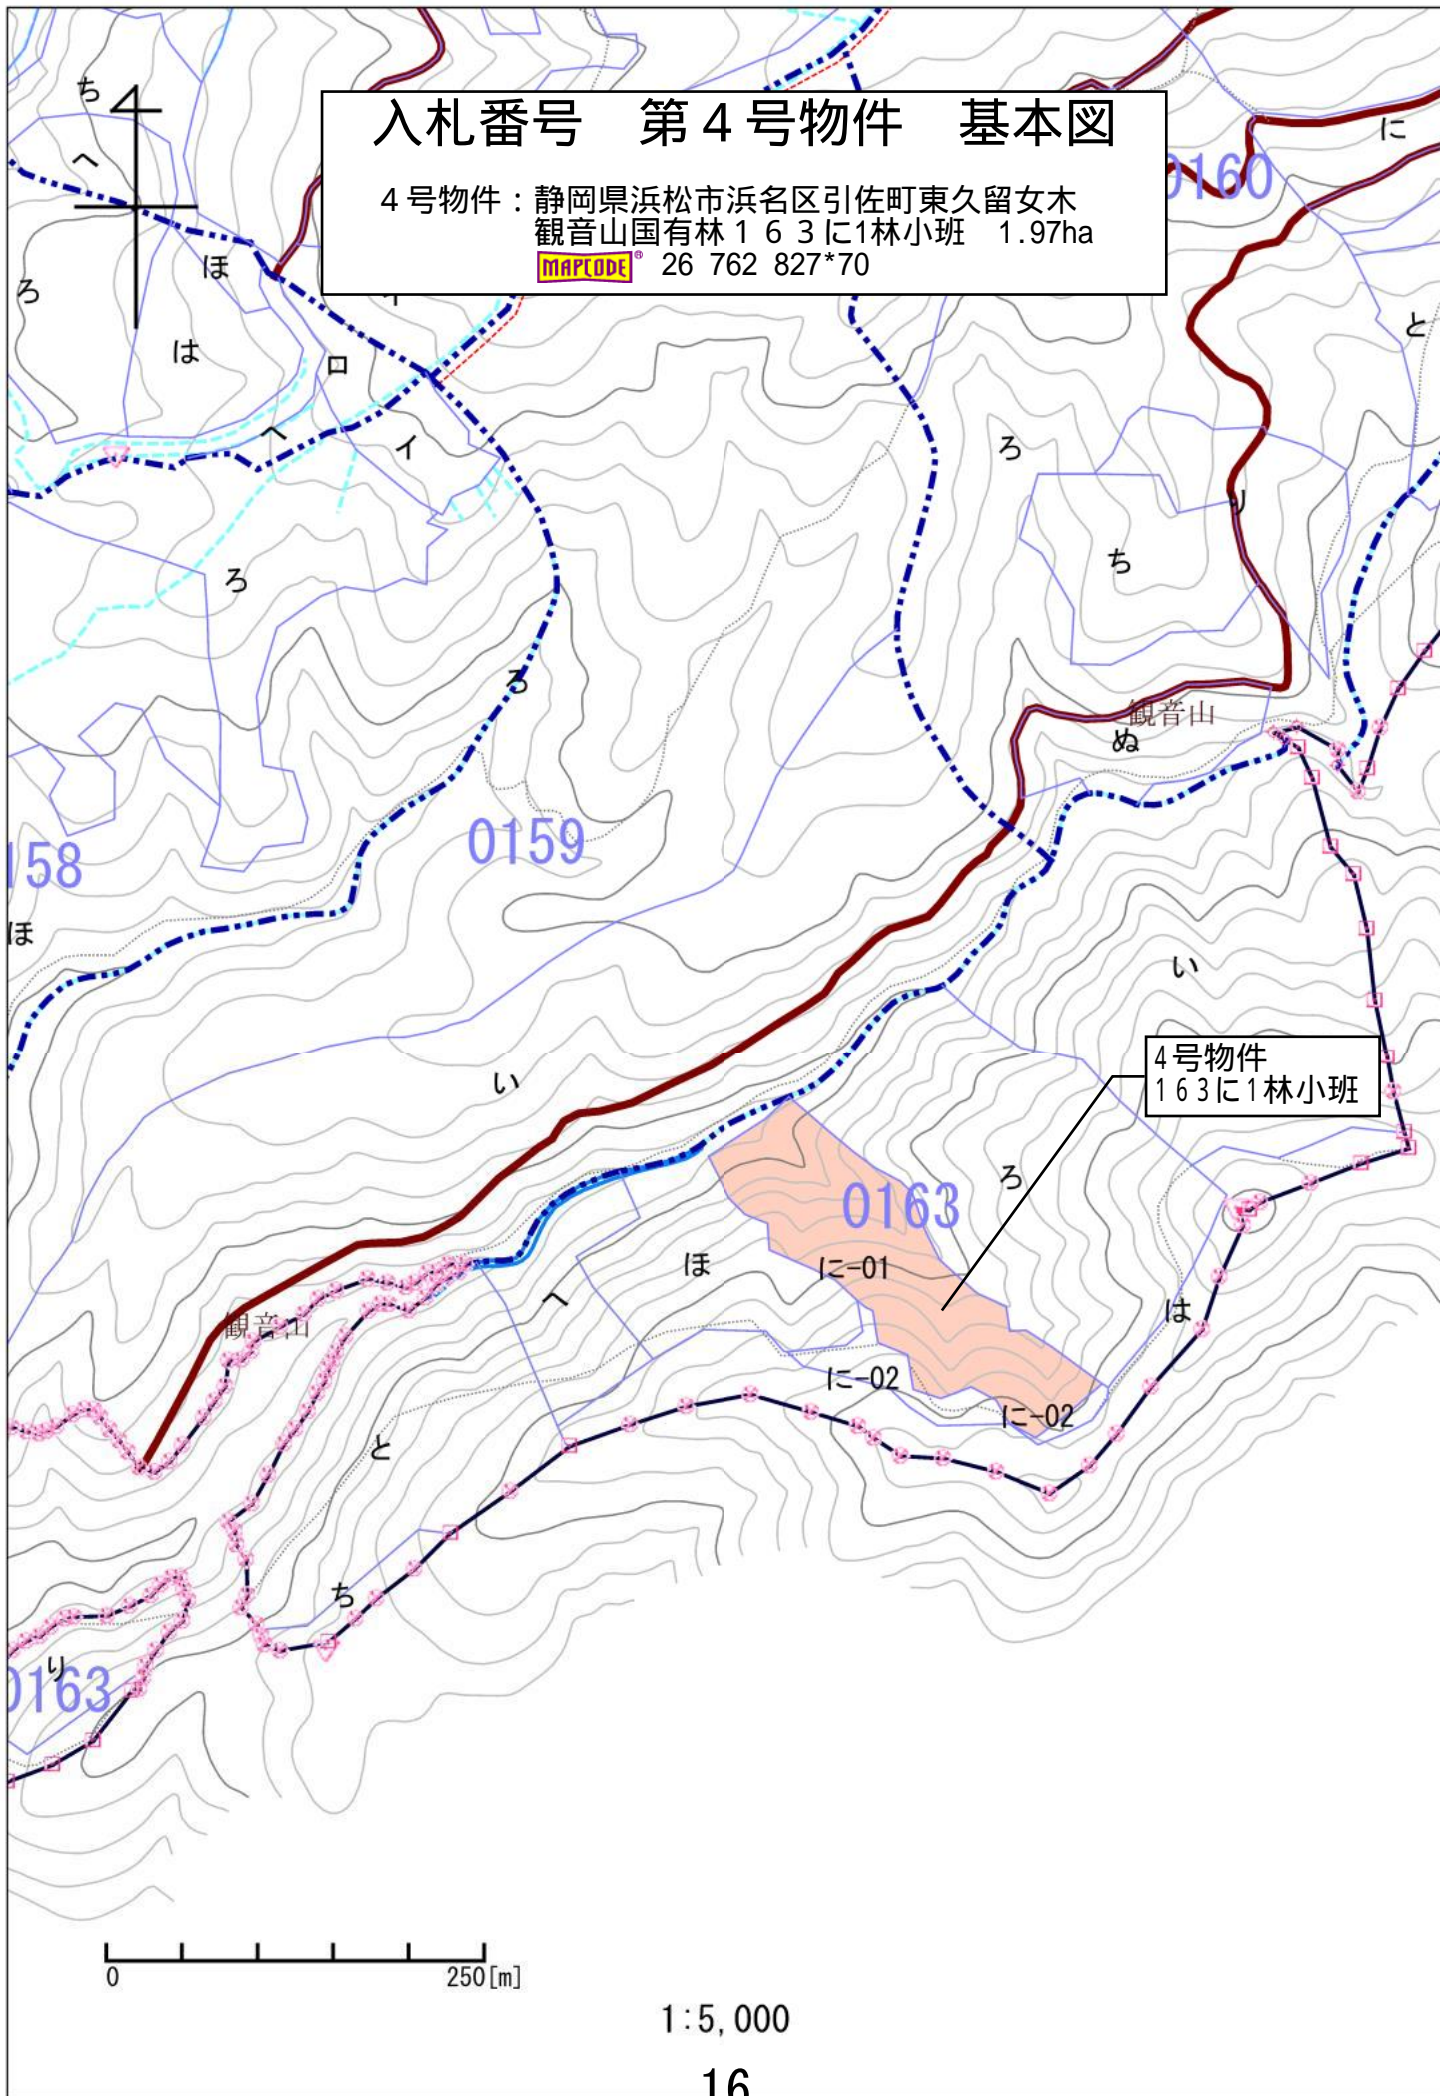 入札番号　第４号物件　基本図
４号物件：静岡県浜松市浜名区引佐町東久留女木
観音山国有林１６３に1林小班　1.97ha
MAPCODE® 26 762 827*70
ち
へ
に
0160
ろ
ほ
イ
は
ロ
と
へ
イ
ろ
り
ち
ろ
ろ
観音山
ぬ
0159
158
ほ
い
い
４号物件
１６３に１林小班
ろ
0163
ほ
に-01
へ
は
観音山
に-02
に-02
と
ち
り
0163
0
250[m]
1:5,000
16